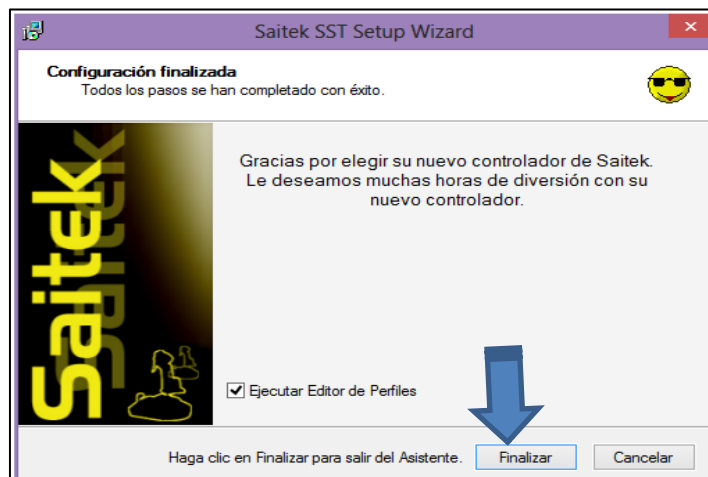 Saitek SST Setup Wizard
Configuración finalizada
Todos los pasos se han completado con éxito.
Saitek
Saitek
Gracias por elegir su nuevo controlador de Saitek.
Le deseamos muchas horas de diversión con su
nuevo controlador.
Ejecutar Editor de Perfiles
Haga clic en Finalizar para salir del Asistente.
Finalizar
Cancelar